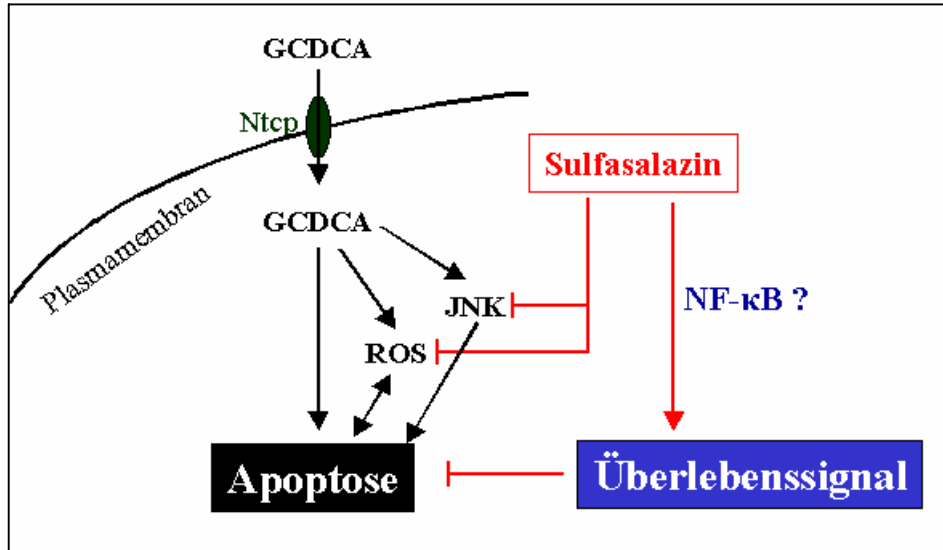 GCDCA
Ntcp
Sulfasalazin
Plasmamembran
GCDCA
JNK
NF-κB ?
ROS
Apoptose
Überlebenssignal